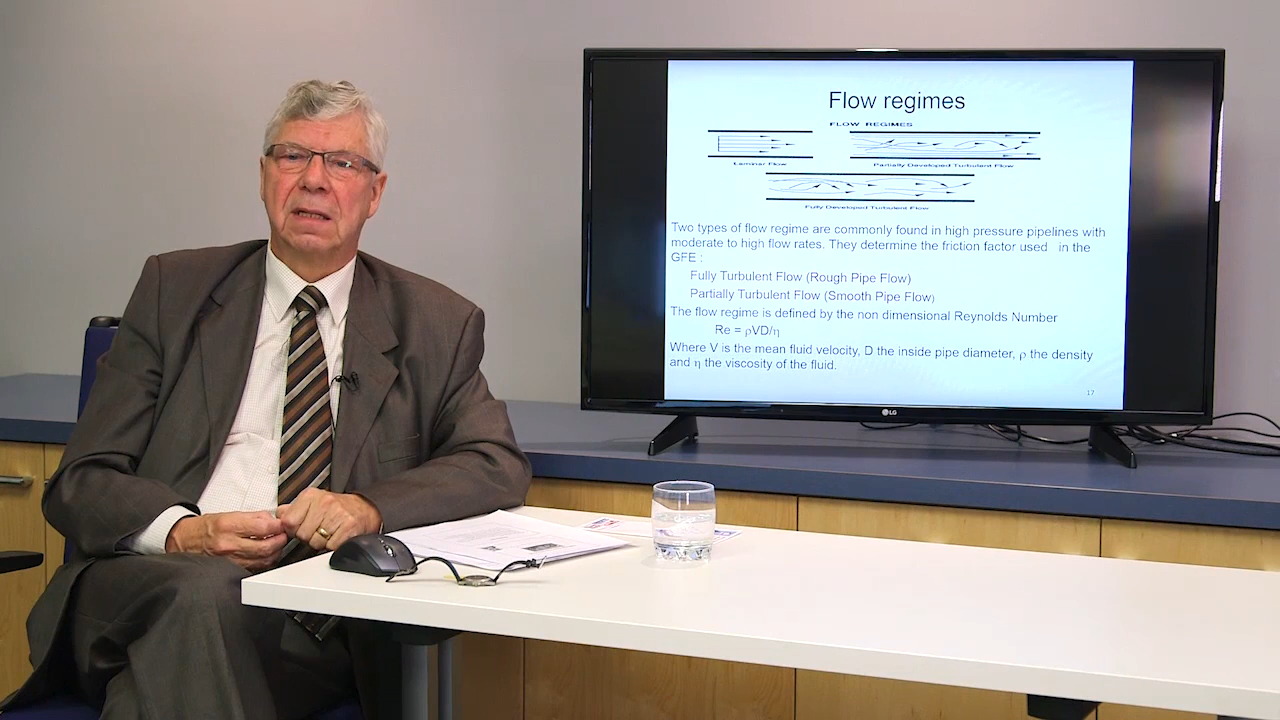 Flow regimes
FLOW REGIMES
Laminar Flow
Partially Developed Turbulent Flow
Fully Developed Turbulent Flow
Two types of flow regime are commonly found in high pressure pipelines with
moderate to high flow rates. They determine the friction factor used in the
GFE :
Fully Turbulent Flow (Rough Pipe Flow)
Partially Turbulent Flow (Smooth Pipe Flow)
The flow regime is defined by the non dimensional Reynolds Number
Re = ρVD/η
Where V is the mean fluid velocity, D the inside pipe diameter, ρ the density
and η the viscosity of the fluid.
17
LG